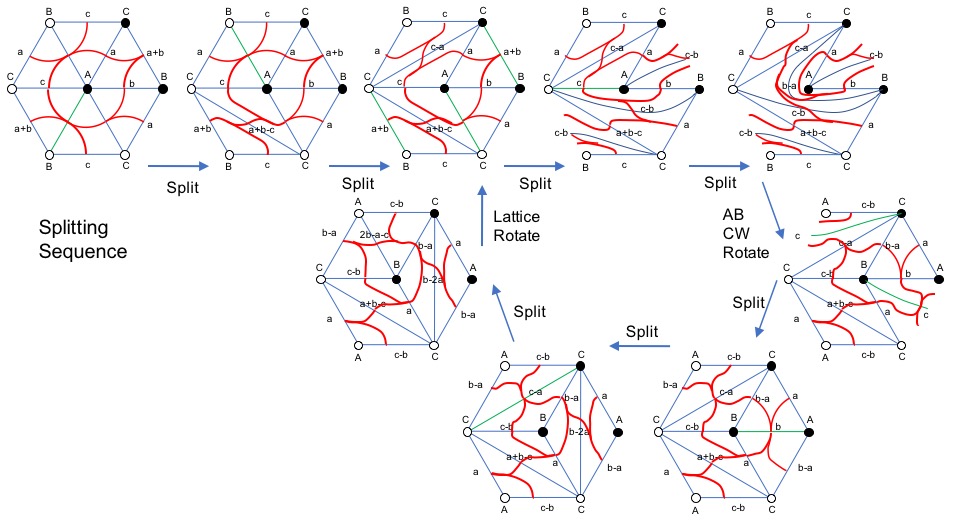 B c C
a a a+b
C c A b B
a+b a
B c C
B c C
a a a+b
C c A b B
a+b a+b-c a
B c C
B c C
a c-a a a+b
C c A b B
a+b a+b-c a
B c C
B c C
a c-a a c-b
C c A b B
c-b
c-b a+b-c a
B c C
B c C
a c-a a c-b
C b-a A b B
c-b
c-b a+b-c a
B c C
Split
Split
Split
Split
Splitting
Sequence
Lattice
Rotate
AB
CW
Rotate
A c-b C
b-a 2b-a-c b-a a
C c-b B b-2a A
a+b-c a b-a
a
A c-b C
A c-b C
c c-a b-a a
C c-b B b A
a+b-c c
a
A c-b C
Split
Split
Split
A c-b C
b-a c-a b-a a
C c-b B b-2a A
a a+b-c a b-a
A c-b C
A c-b C
b-a c-a b-a a
C c-b B b A
a a+b-c a b-a
A c-b C